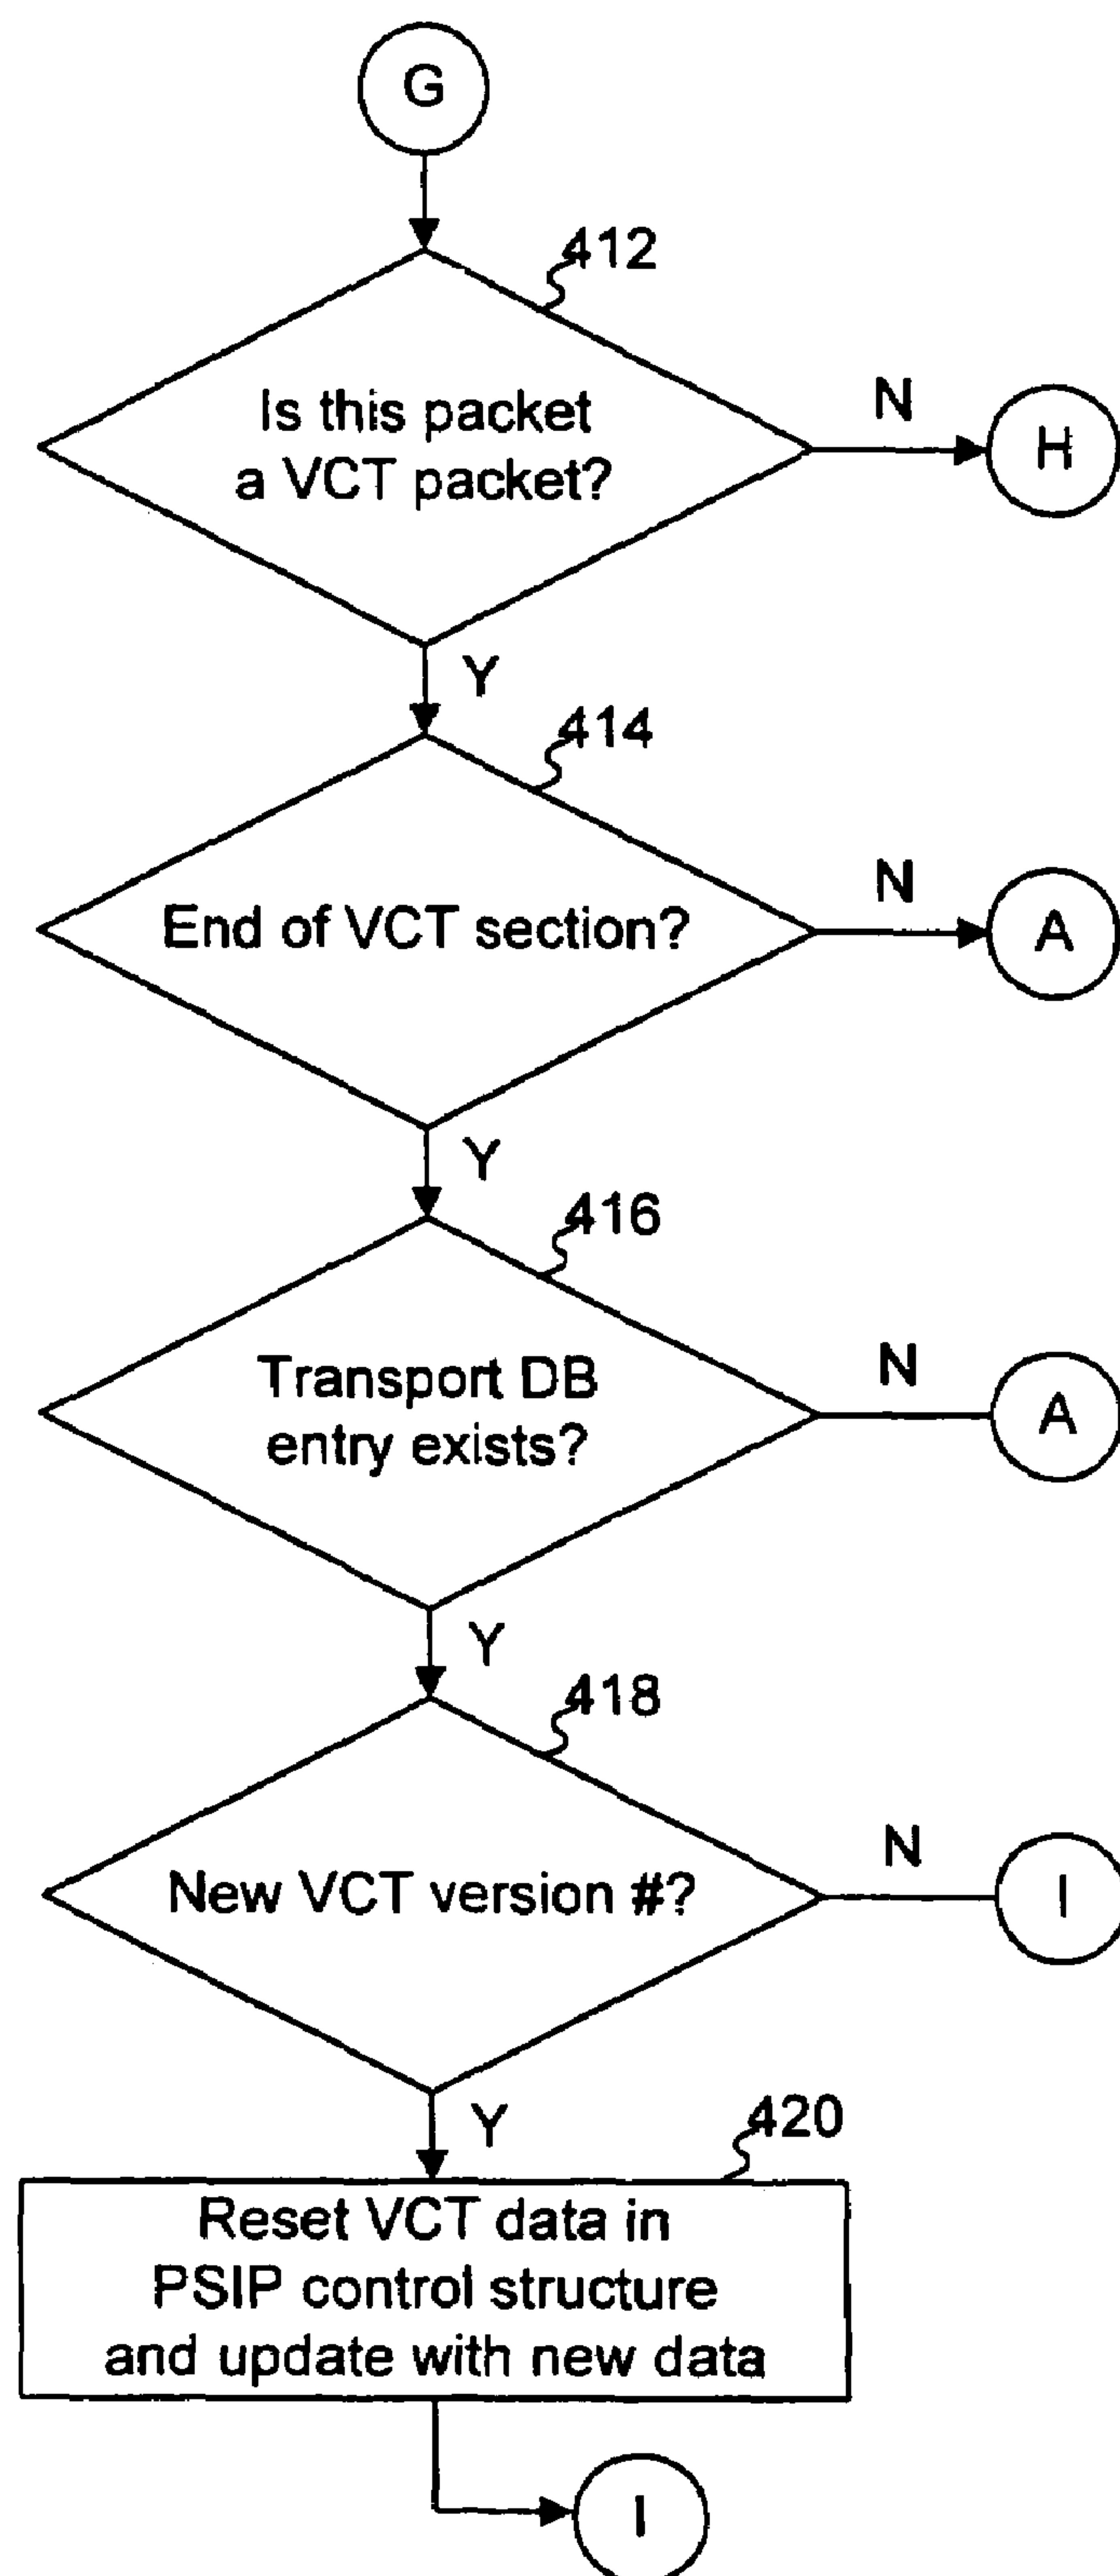 G
412
Is this packet
a VCT packet?
N
H
Y
414
End of VCT section?
N
A
Y
416
Transport DB
entry exists?
N
A
Y
418
New VCT version #?
N
I
Y
420
Reset VCT data in
PSIP control structure
and update with new data
I